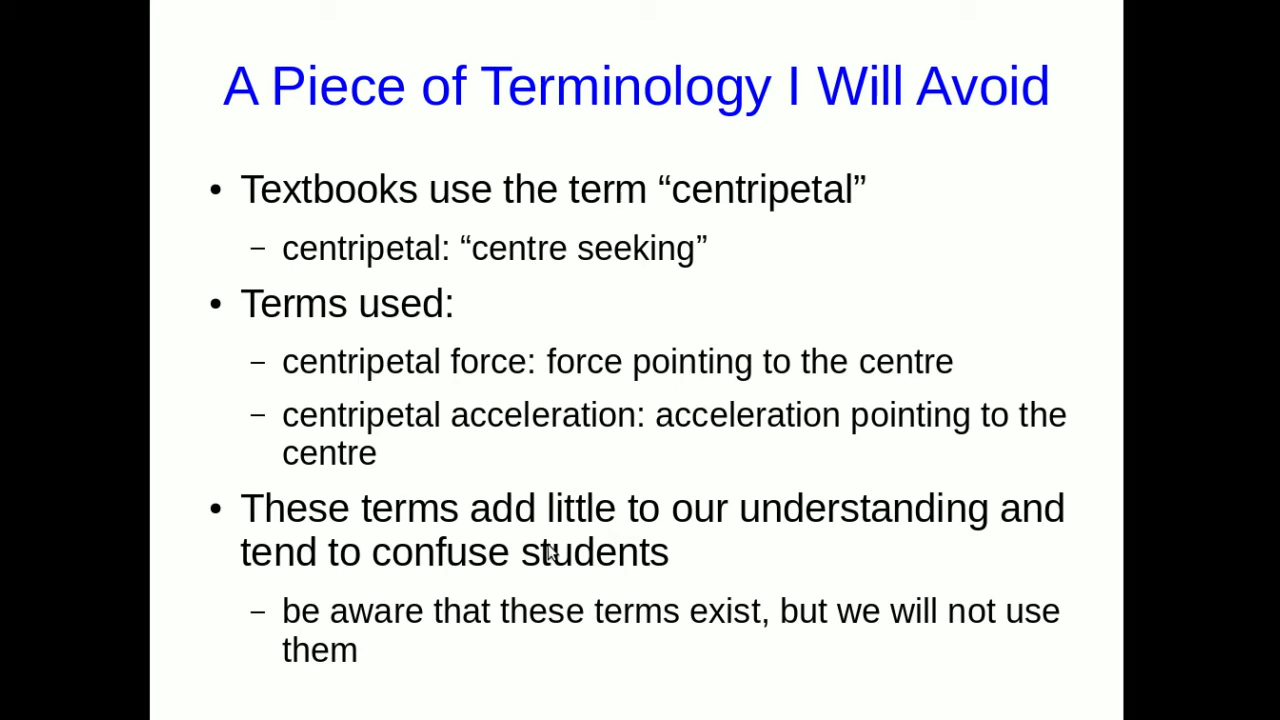 A Piece of Terminology I Will Avoid
• Textbooks use the term “centripetal”
– centripetal: “centre seeking”
• Terms used:
– centripetal force: force pointing to the centre
– centripetal acceleration: acceleration pointing to the
centre
• These terms add little to our understanding and
tend to confuse students
– be aware that these terms exist, but we will not use
them